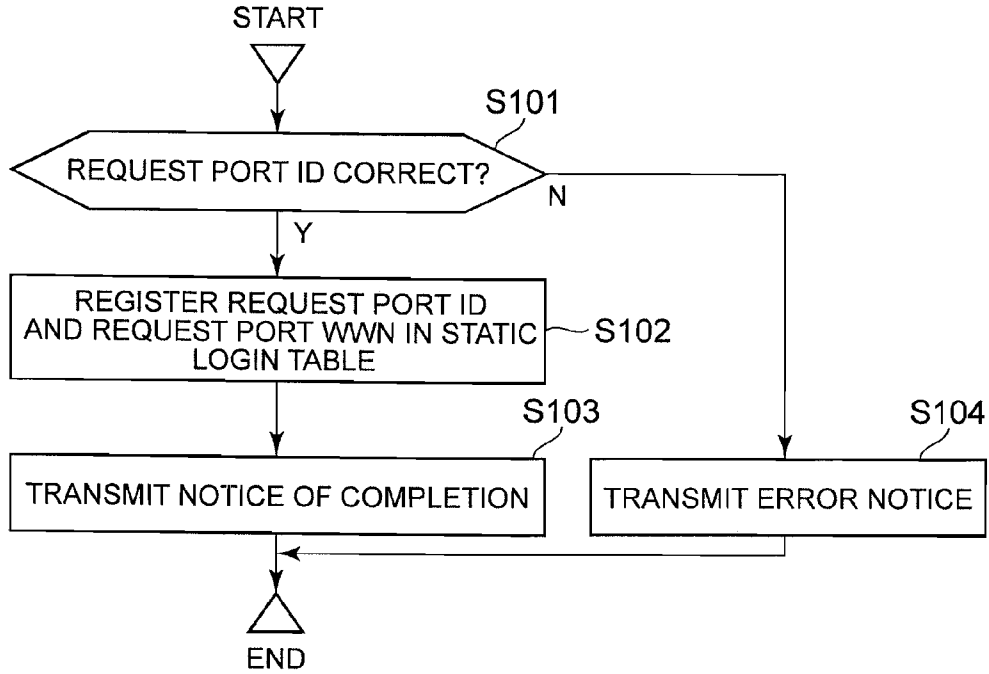 START
S101
REQUEST PORT ID CORRECT?
N
Y
REGISTER REQUEST PORT ID
AND REQUEST PORT WWN IN STATIC
LOGIN TABLE
S102
S103
TRANSMIT NOTICE OF COMPLETION
S104
TRANSMIT ERROR NOTICE
END